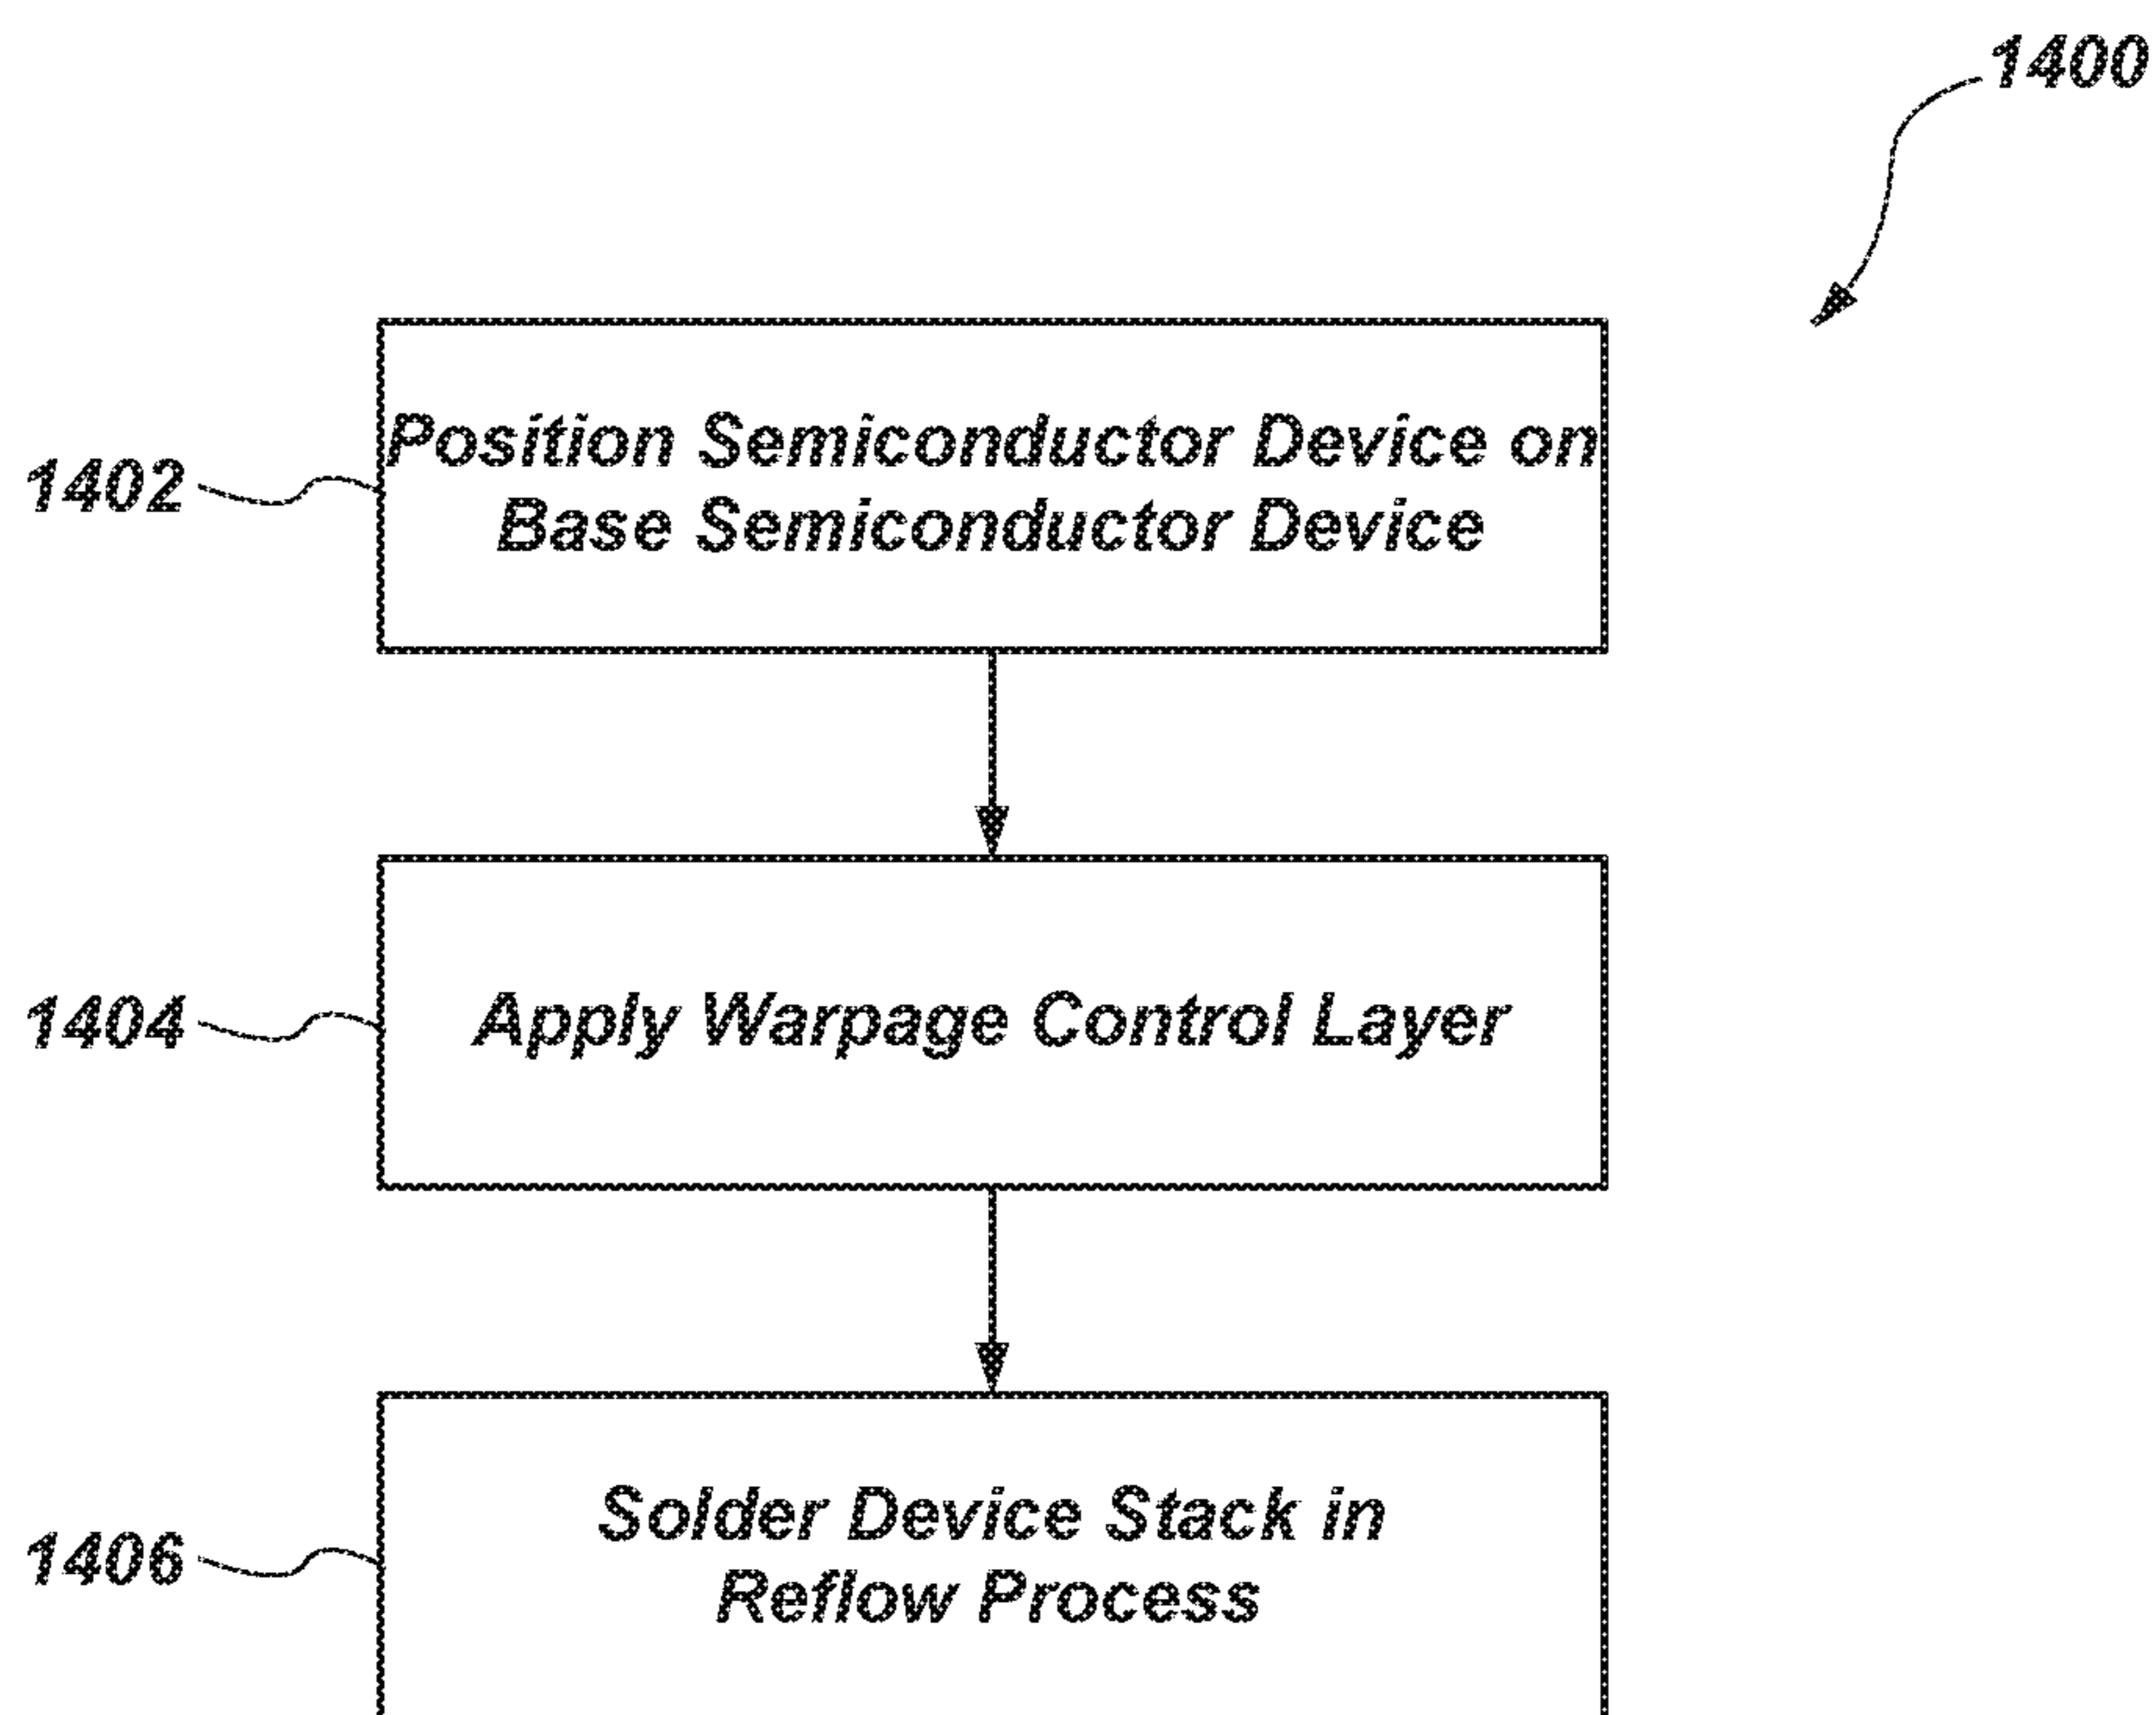 1400
1402
Position Semiconductor Device on
Base Semiconductor Device
1404
Apply Warpage Control Layer
1406
Solder Device Stack in
Reflow Process